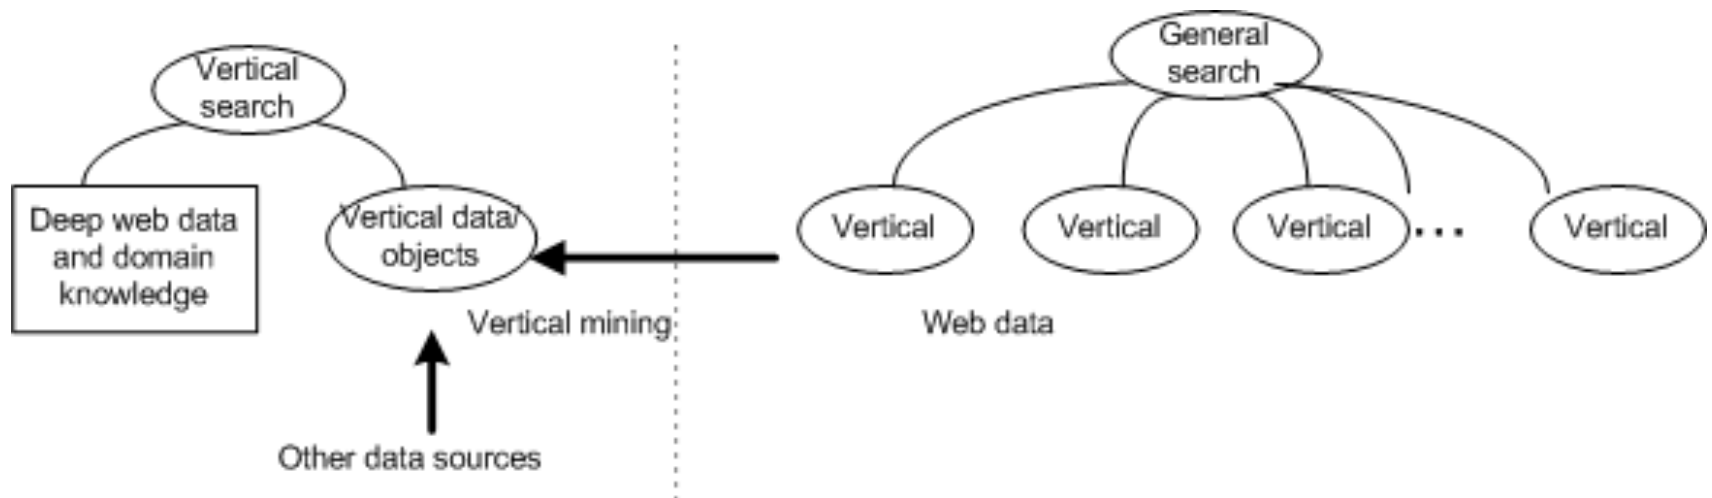 Vertical
search
Deep web data
and domain
knowledge
Vertical data/
objects
Vertical mining
Other data sources
General
search
Vertical
Vertical
Vertical
...
Vertical
Web data